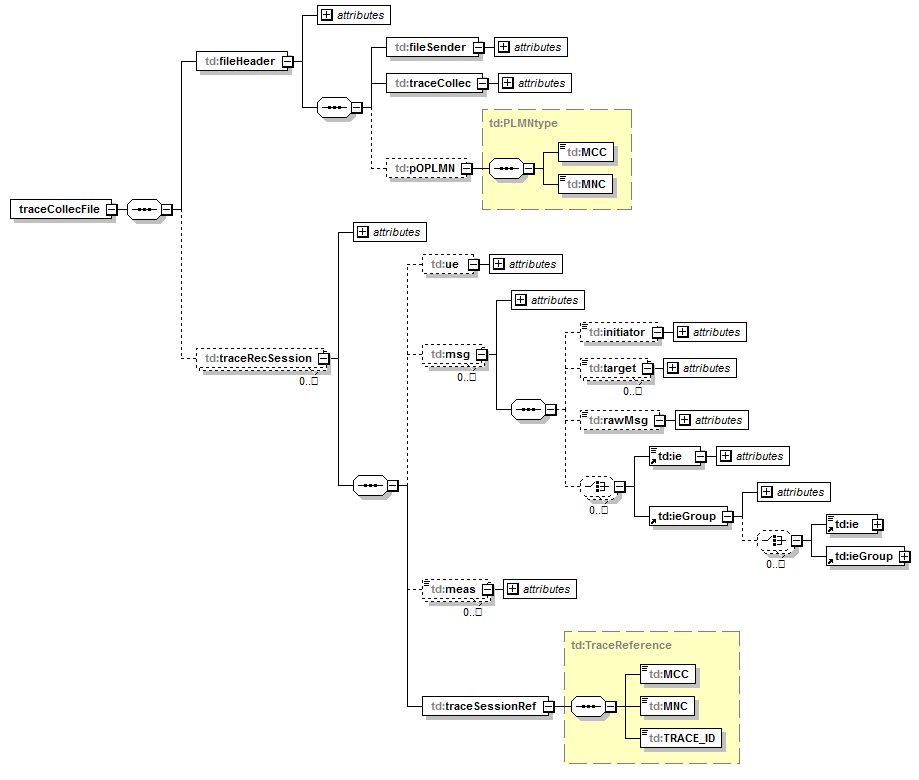 attributes
td:fileHeader
td:fileSender
attributes
td:traceCollec
attributes
td:PLMNtype
td:pOPLMN
td:MCC
td:MNC
traceCollecFile
attributes
td:traceRecSession
0..□
td:ue
attributes
attributes
td:msg
0..□
td:initiator
attributes
td:target
attributes
0..□
td:rawMsg
attributes
0..□
td:ie
attributes
td:ieGroup
attributes
0..□
td:ie
td:ieGroup
td:meas
attributes
0..□
td:traceSessionRef
td:TraceReference
td:MCC
td:MNC
td:TRACE_ID